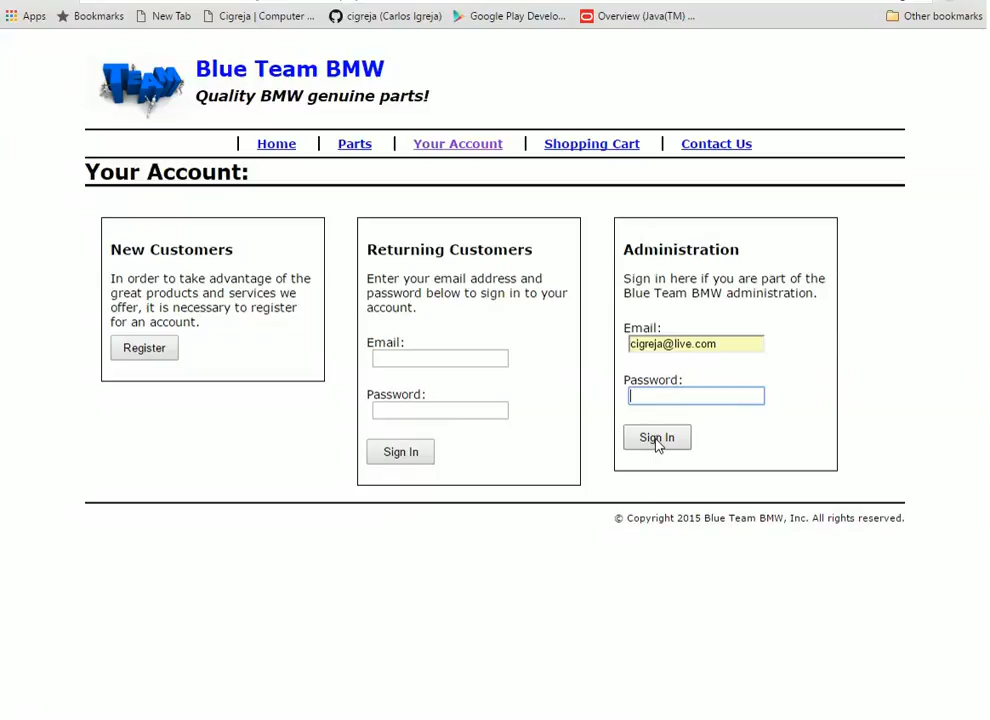 Apps Bookmarks New Tab Cigreja | Computer ... cigreja (Carlos Igreja) Google Play Develo... Overview (Java(TM) ... Other bookmarks
TEAM
Blue Team BMW
Quality BMW genuine parts!
| Home | Parts | Your Account | Shopping Cart | Contact Us
Your Account:
New Customers
In order to take advantage of the
great products and services we
offer, it is necessary to register
for an account.
Register
Returning Customers
Enter your email address and
password below to sign in to your
account.
Email:
Password:
Sign In
Administration
Sign in here if you are part of the
Blue Team BMW administration.
Email:
cigreja@live.com
Password:
Sign In
© Copyright 2015 Blue Team BMW, Inc. All rights reserved.